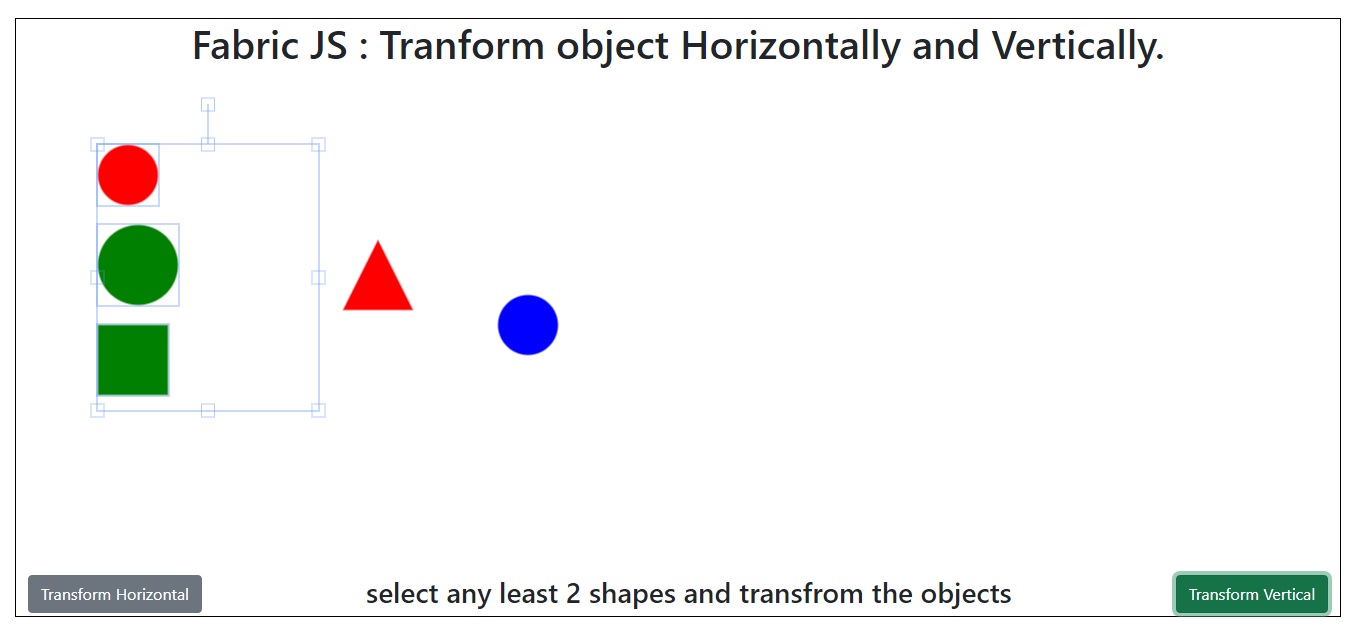 Fabric JS : Tranform object Horizontally and Vertically.
Transform Horizontal
select any least 2 shapes and transfrom the objects
Transform Vertical